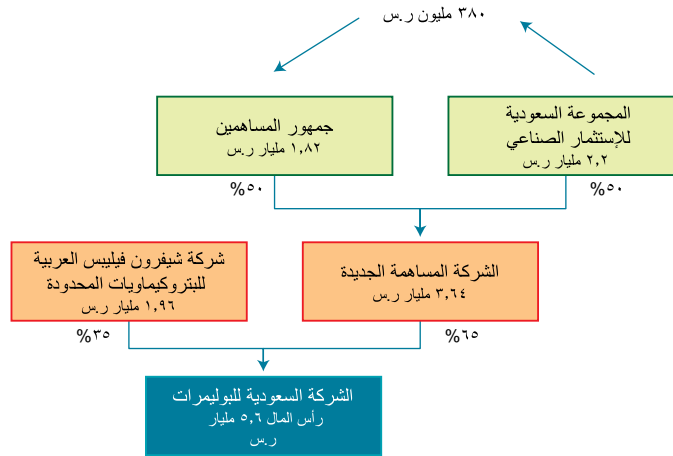 ٣٨٠ مليون ر.س
المجموعة السعودية
للإستثمار الصناعي
٢,٢ مليار ر.س
جمهور المساهمين
١,٨٢ مليار ر.س
%٥٠
%٥٠
الشركة المساهمة الجديدة
٣,٦٤ مليار ر.س
شركة شيفرون فيليبس العربية
للبتروكيماويات المحدودة
١,٩٦ مليار ر.س
%٦٥
%٣٥
الشركة السعودية للبوليمرات
رأس المال ٥,٦ مليار
ر.س